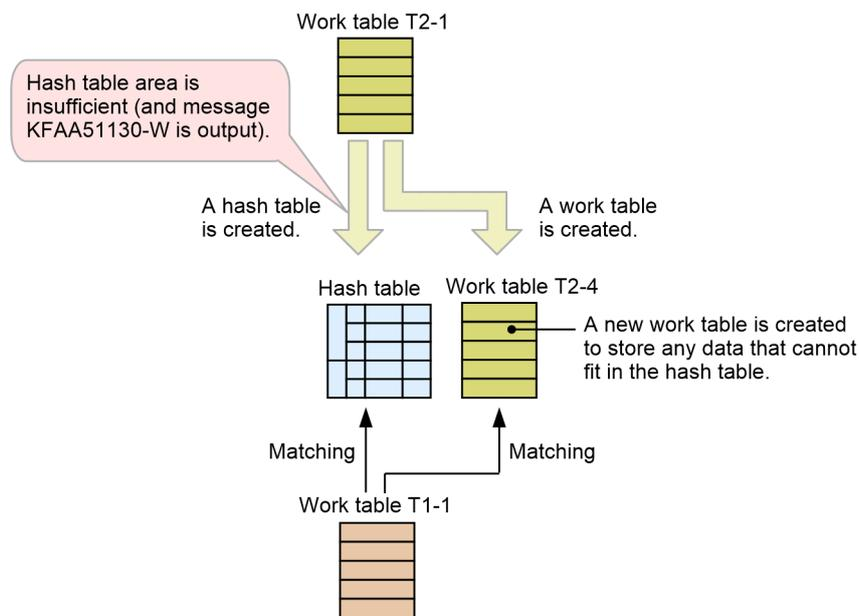 Work table T2-1
Hash table area is
insufficient (and message
KFAA51130-W is output).
A hash table
is created.
A work table
is created.
Hash table
Work table T2-4
A new work table is created
to store any data that cannot
fit in the hash table.
Matching
Matching
Work table T1-1